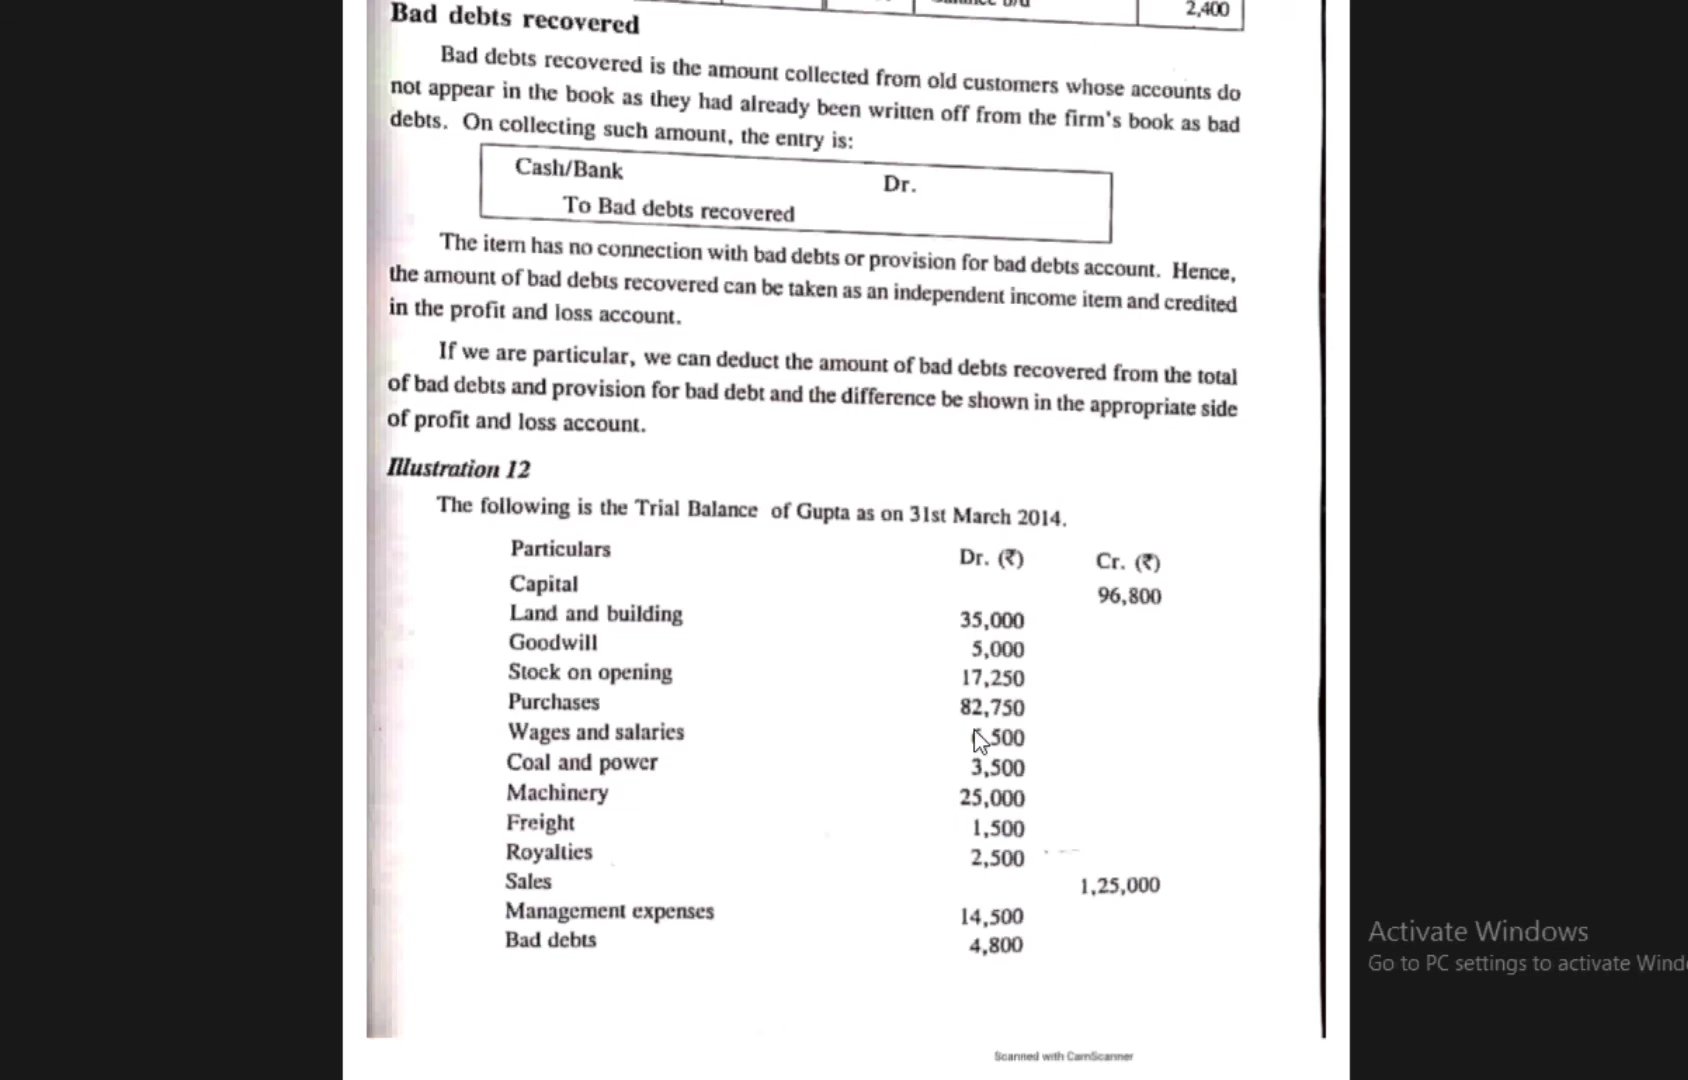 2,400
Bad debts recovered
Bad debts recovered is the amount collected from old customers whose accounts do
not appear in the book as they had already been written off from the firm's book as bad
debts. On collecting such amount, the entry is:
Cash/Bank Dr.
To Bad debts recovered
The item has no connection with bad debts or provision for bad debts account. Hence,
the amount of bad debts recovered can be taken as an independent income item and credited
in the profit and loss account.
If we are particular, we can deduct the amount of bad debts recovered from the total
of bad debts and provision for bad debt and the difference be shown in the appropriate side
of profit and loss account.
Illustration 12
The following is the Trial Balance of Gupta as on 31st March 2014.
Particulars Dr. (₹) Cr. (₹)
Capital 96,800
Land and building 35,000
Goodwill 5,000
Stock on opening 17,250
Purchases 82,750
Wages and salaries
Coal and power 3,500
Machinery 25,000
Freight 1,500
Royalties 2,500
Sales 1,25,000
Management expenses 14,500
Bad debts 4,800
Scanned with CamScanner
Activate Windows
Go to PC settings to activate